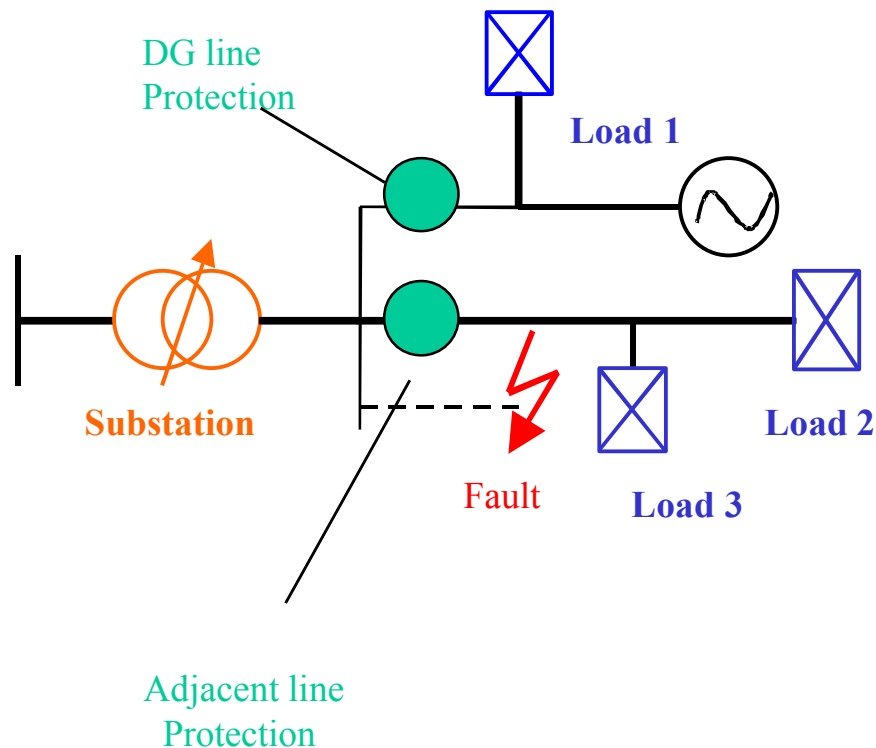 DG line
Protection
Load 1
Substation
Load 2
Fault
Load 3
Adjacent line
Protection